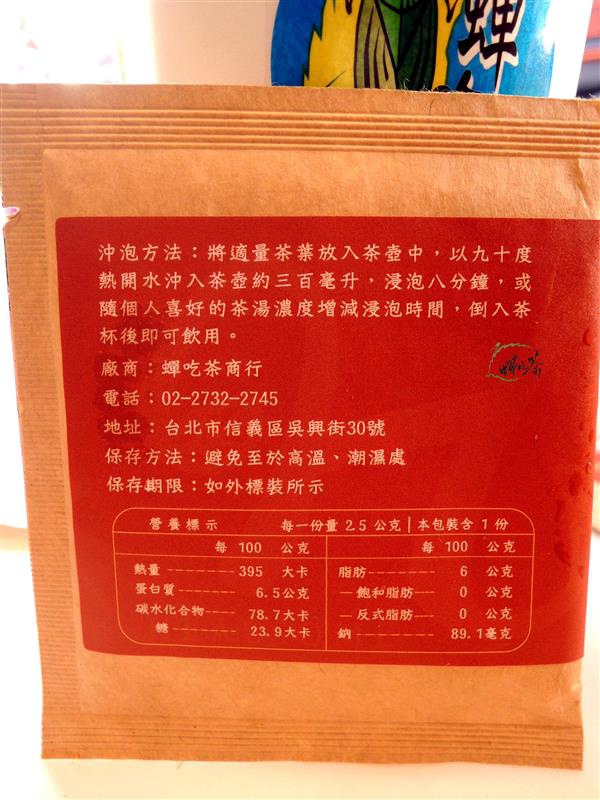 蟬
沖泡方法：將適量茶葉放入茶壺中，以九十度
熱開水沖入茶壺約三百毫升，浸泡八分鐘，或
隨個人喜好的茶湯濃度增減浸泡時間，倒入茶
杯後即可飲用。
廠商：蟬吃茶商行
蟬吃茶
電話：02-2732-2745
地址：台北市信義區吳興街30號
保存方法：避免至於高溫、潮濕處
保存期限：如外標裝所示
營養標示 每一份量 2.5 公克 | 本包裝含 1 份
每 100 公克 每 100 公克
熱量 -------- 395 大卡 脂肪 -------- 6 公克
蛋白質 -------- 6.5公克 —飽和脂肪--- 0 公克
碳水化合物---- 78.7大卡 —反式脂肪--- 0 公克
糖 -------- 23.9大卡 鈉 -------- 89.1毫克